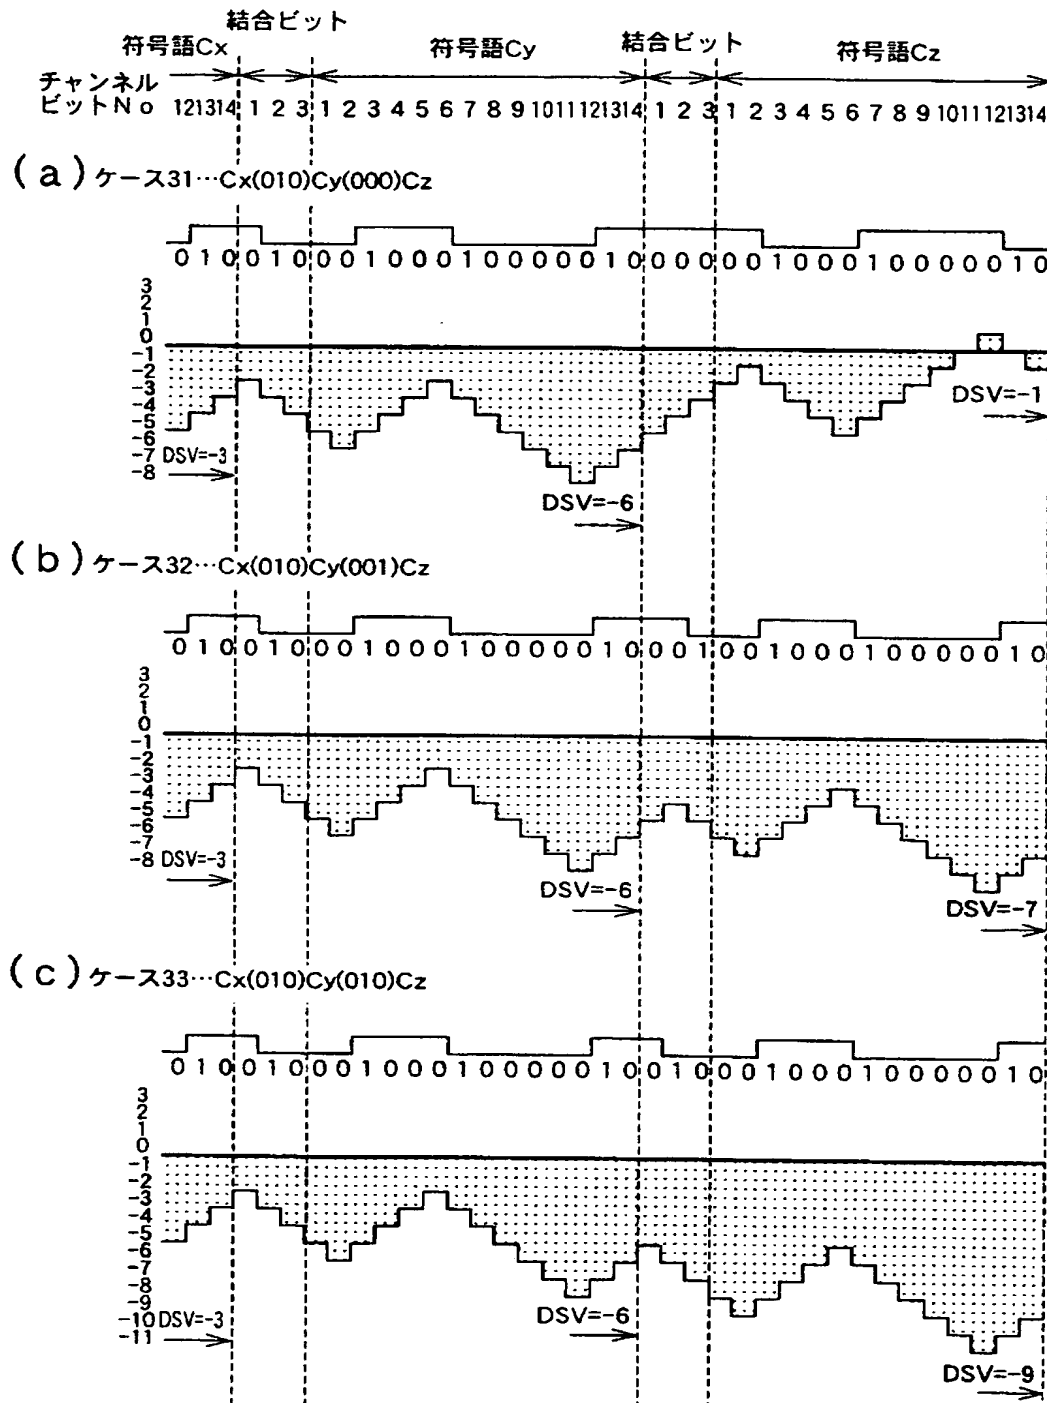 結合ビット
符号語Cx 符号語Cy 結合ビット 符号語Cz
チャンネル
ビットNo 12 13 14 1 2 3 1 2 3 4 5 6 7 8 9 10 11 12 13 14 1 2 3 1 2 3 4 5 6 7 8 9 10 11 12 13 14
(a) ケース31…Cx(010)Cy(000)Cz
0 1 0 0 1 0 0 0 1 0 0 0 1 0 0 0 0 0 1 0 0 0 0 0 0 1 0 0 0 1 0 0 0 0 0 1 0
3
2
1
0
-1
-2
-3
-4
-5
-6
-7 DSV=-3
-8
DSV=-6
DSV=-1
(b) ケース32…Cx(010)Cy(001)Cz
0 1 0 0 1 0 0 0 1 0 0 0 1 0 0 0 0 0 1 0 0 0 1 0 0 1 0 0 0 1 0 0 0 0 0 1 0
3
2
1
0
-1
-2
-3
-4
-5
-6
-7
-8 DSV=-3
DSV=-6
DSV=-7
(c) ケース33…Cx(010)Cy(010)Cz
0 1 0 0 1 0 0 0 1 0 0 0 1 0 0 0 0 0 1 0 0 1 0 0 0 1 0 0 0 1 0 0 0 0 0 1 0
3
2
1
0
-1
-2
-3
-4
-5
-6
-7
-8
-9
-10 DSV=-3
-11
DSV=-6
DSV=-9